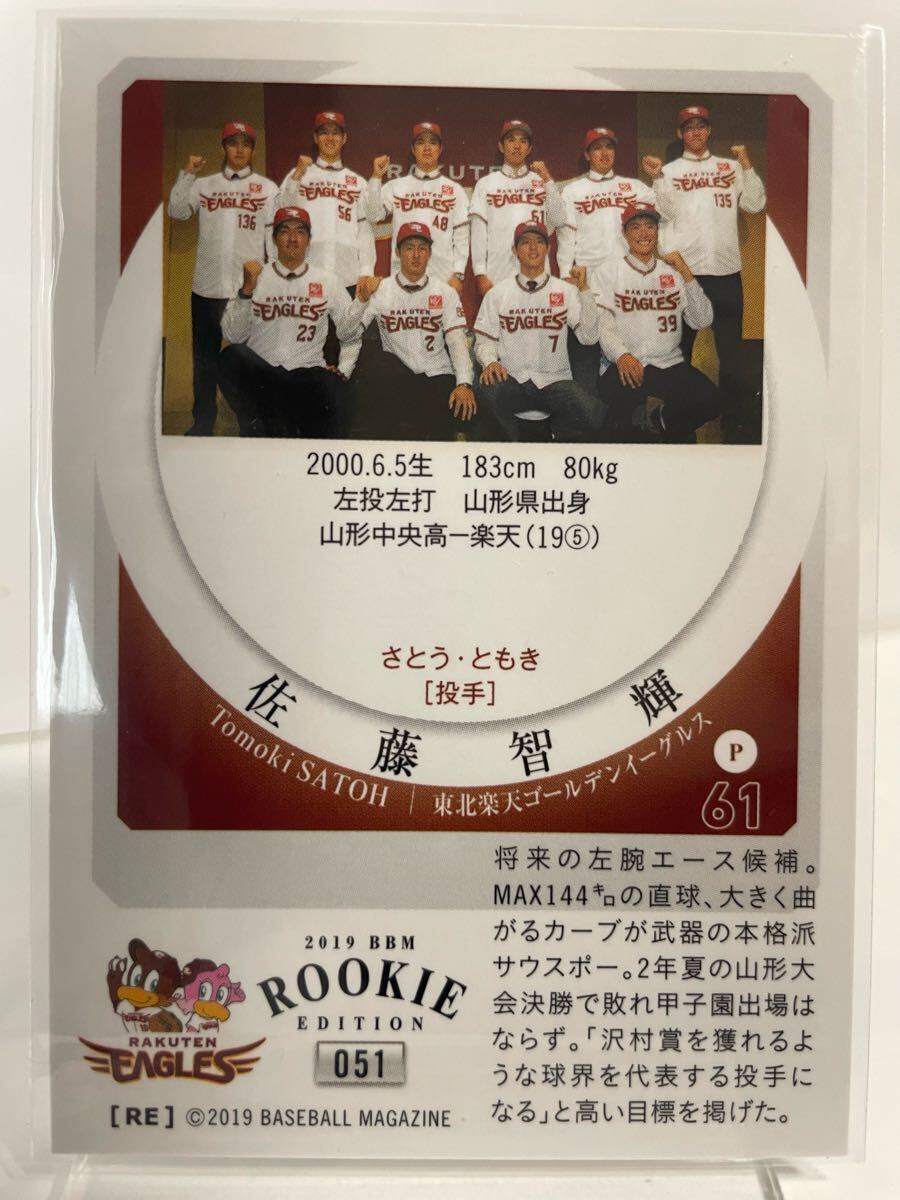 RAKUTEN
RAKUTEN
EAGLES
136
RAKUTEN
EAGLES
56
RAKUTEN
EAGLES
48
EAGLES
61
EAGLES
EAGLES
135
RAKUTEN
EAGLES
23
RAKUTEN
EAGLES
2
RAKUTEN
EAGLES
7
RAKUTEN
EAGLES
39
2000.6.5生 183cm 80kg
左投左打 山形県出身
山形中央高ー楽天(19⑤)
さとう・ともき
[投手]
佐藤智輝
Tomoki SATOH | 東北楽天ゴールデンイーグルス
P
61
将来の左腕エース候補。
MAX144㌔の直球、大きく曲
がるカーブが武器の本格派
サウスポー。2年夏の山形大
会決勝で敗れ甲子園出場は
ならず。「沢村賞を獲れるよ
うな球界を代表する投手に
なる」と高い目標を掲げた。
2019 BBM
ROOKIE
EDITION
051
RAKUTEN
EAGLES
[RE] ©2019 BASEBALL MAGAZINE